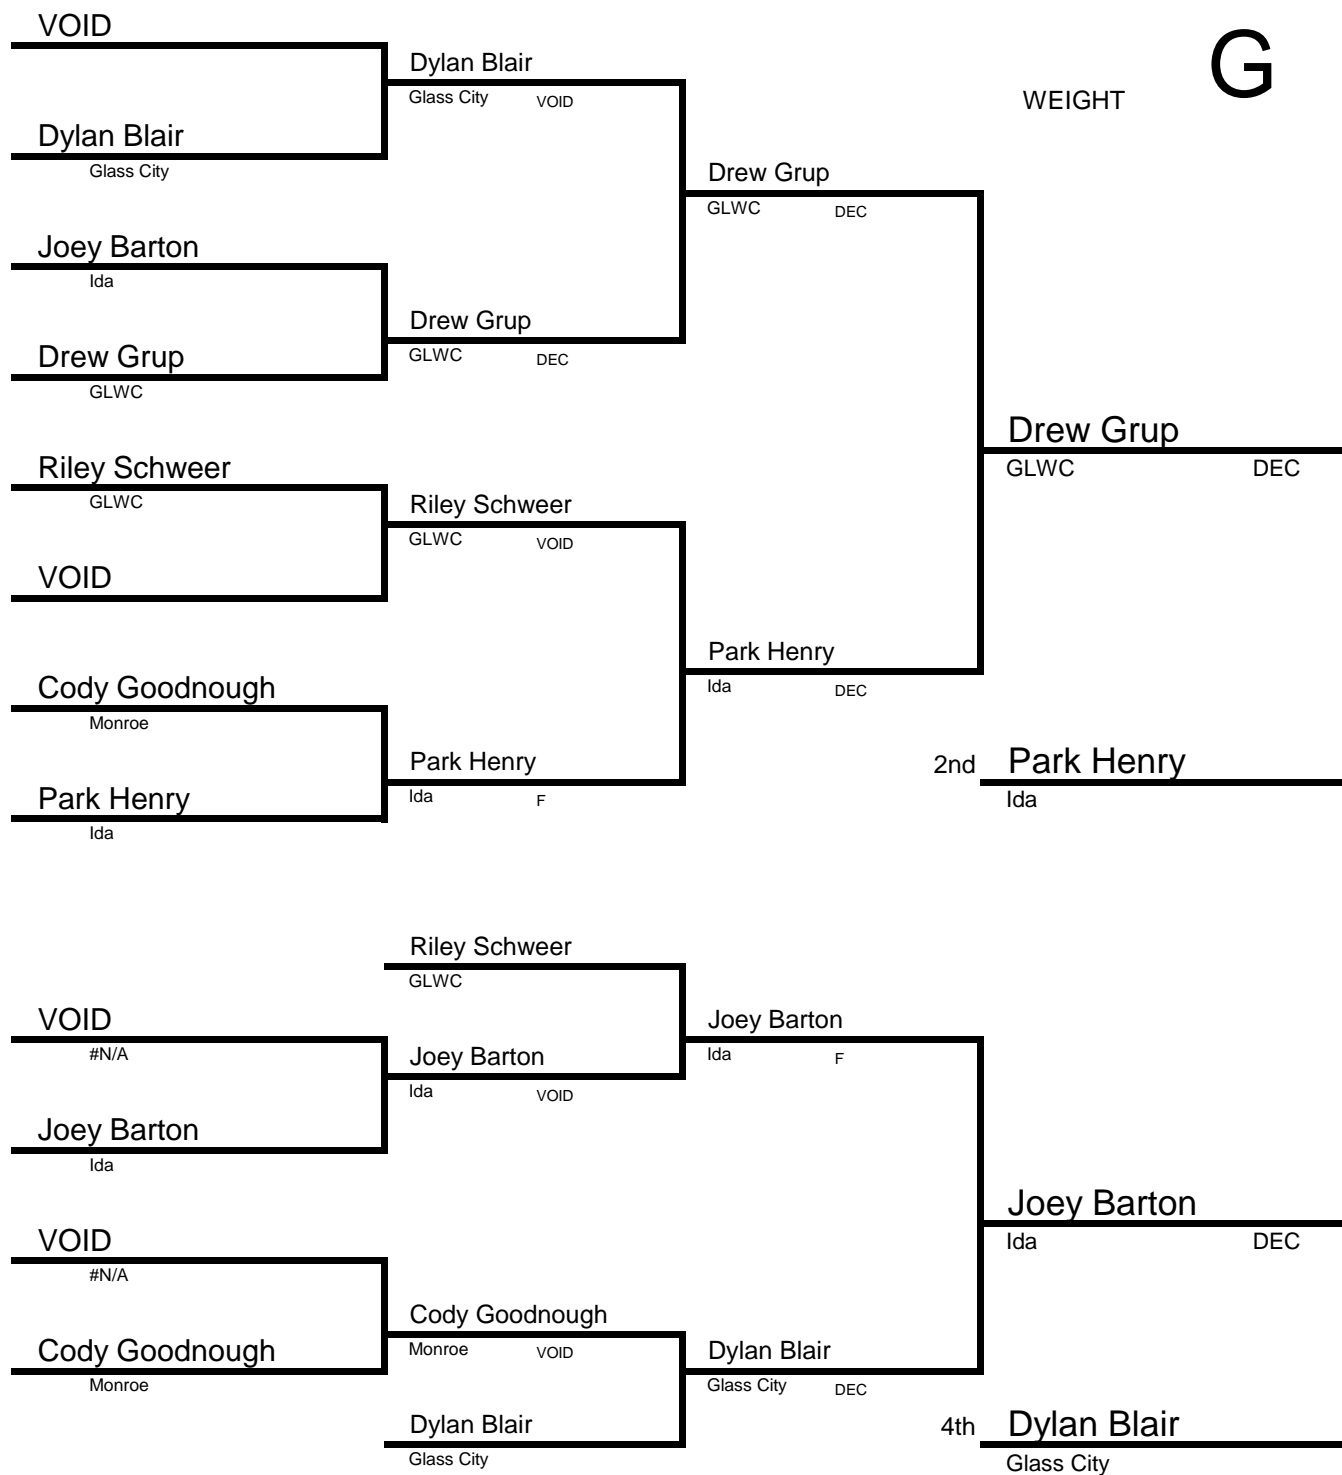 VOID
G
Dylan Blair
Glass City VOID
WEIGHT
Dylan Blair
Glass City
Drew Grup
GLWC DEC
Joey Barton
Ida
Drew Grup
GLWC DEC
Drew Grup
GLWC
Drew Grup
GLWC DEC
Riley Schweer
GLWC
Riley Schweer
GLWC VOID
VOID
Park Henry
Ida DEC
Cody Goodnough
Monroe
Park Henry
Ida F
2nd Park Henry
Ida
Park Henry
Ida
Riley Schweer
GLWC
VOID
#N/A
Joey Barton
Ida F
Joey Barton
Ida VOID
Joey Barton
Ida
Joey Barton
Ida DEC
VOID
#N/A
Cody Goodnough
Monroe VOID
Cody Goodnough
Monroe
Dylan Blair
Glass City DEC
Dylan Blair
Glass City
4th Dylan Blair
Glass City